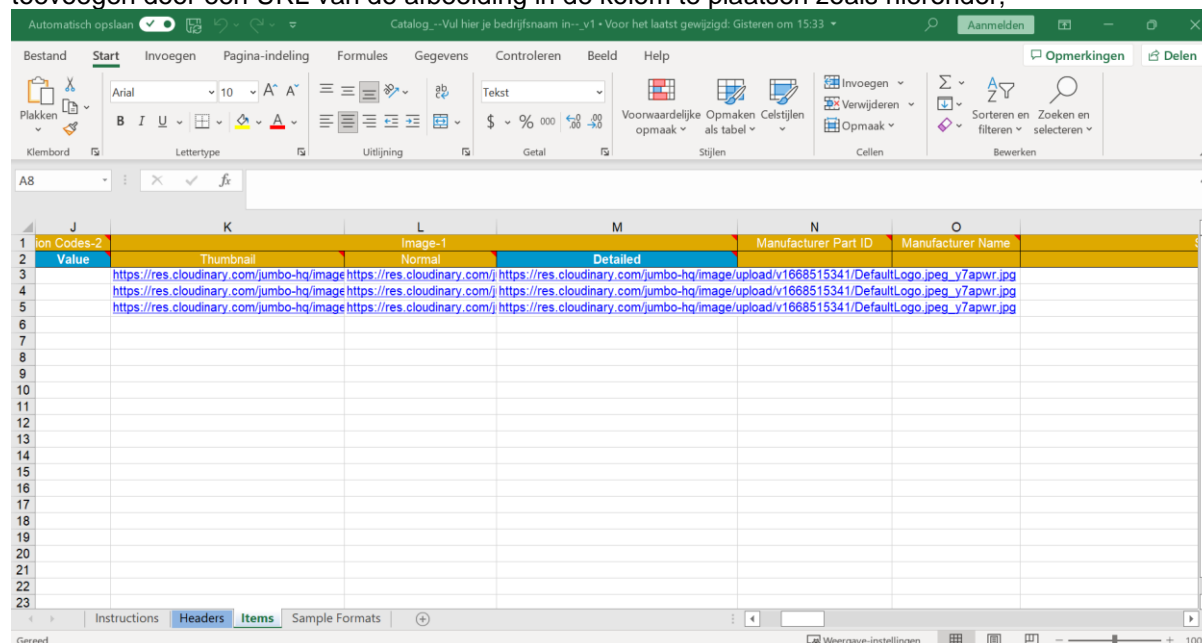 toevoegen door een URL van de afbeelding in de kolom te plaatsen zoals hieronder,
Automatisch opslaan Catalog_--Vul hier je bedrijfsnaam in--_v1 • Voor het laatst gewijzigd: Gisteren om 15:33 Aanmelden
Bestand Start Invoegen Pagina-indeling Formules Gegevens Controleren Beeld Help Opmerkingen Delen
Plakken Arial 10 A^ A˅ Tekst Voorwaardelijke opmaak Opmaken als tabel Celstijlen Invoegen Verwijderen Opmaak Sorteren en filteren Zoeken en selecteren
B I U A $ % 000
Klembord Lettertype Uitlijning Getal Stijlen Cellen Bewerken
A8 fx
J K L M N O
1 ion Codes-2 Image-1 Manufacturer Part ID Manufacturer Name
2 Value Thumbnail Normal Detailed
3 https://res.cloudinary.com/jumbo-hq/image https://res.cloudinary.com/j https://res.cloudinary.com/jumbo-hq/image/upload/v1668515341/DefaultLogo.jpeg_y7apwr.jpg
4 https://res.cloudinary.com/jumbo-hq/image https://res.cloudinary.com/j https://res.cloudinary.com/jumbo-hq/image/upload/v1668515341/DefaultLogo.jpeg_y7apwr.jpg
5 https://res.cloudinary.com/jumbo-hq/image https://res.cloudinary.com/j https://res.cloudinary.com/jumbo-hq/image/upload/v1668515341/DefaultLogo.jpeg_y7apwr.jpg
6
7
8
9
10
11
12
13
14
15
16
17
18
19
20
21
22
23
Instructions Headers Items Sample Formats
Gereed Weergave-instellingen 100